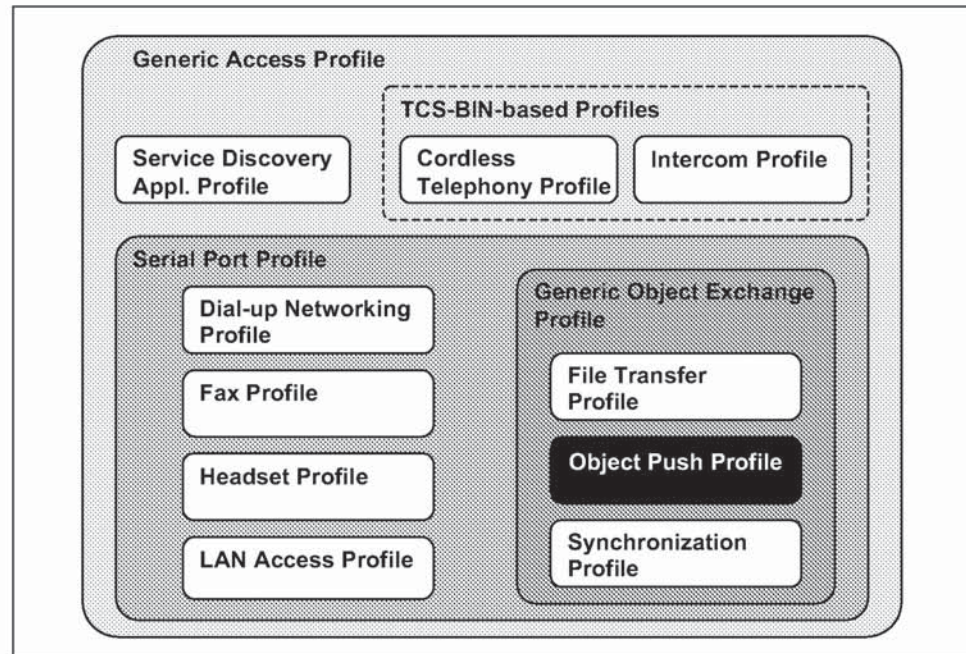 Generic Access Profile
TCS-BIN-based Profiles
Service Discovery
Appl. Profile
Cordless
Telephony Profile
Intercom Profile
Serial Port Profile
Dial-up Networking
Profile
Fax Profile
Headset Profile
LAN Access Profile
Generic Object Exchange
Profile
File Transfer
Profile
Object Push Profile
Synchronization
Profile